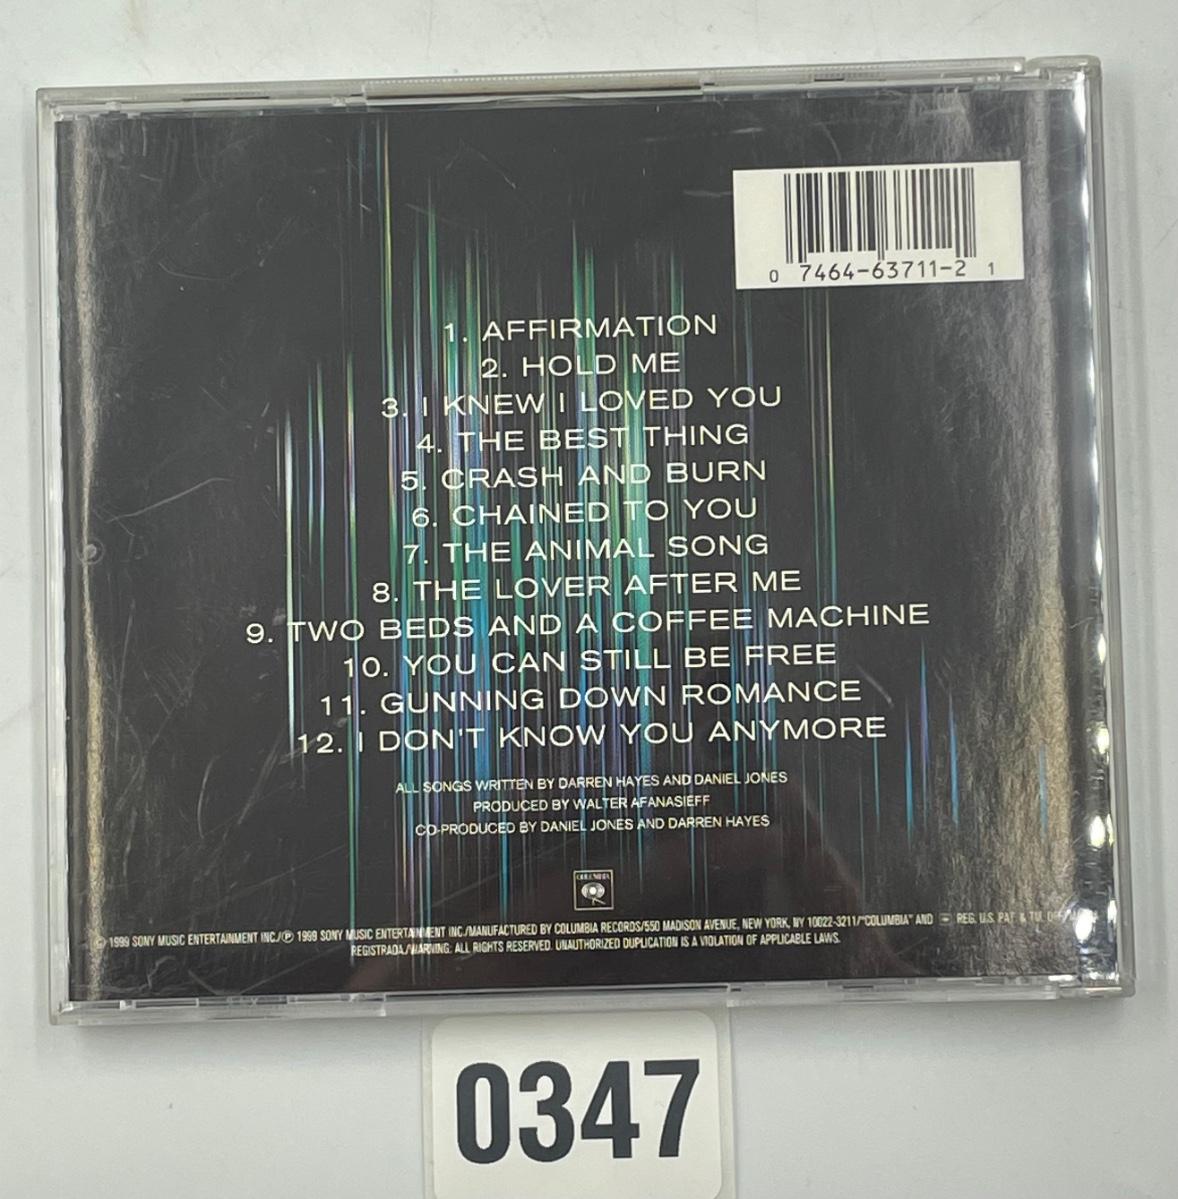 0 7464-63711-2 1
1. AFFIRMATION
2. HOLD ME
3. I KNEW I LOVED YOU
4. THE BEST THING
5. CRASH AND BURN
6. CHAINED TO YOU
7. THE ANIMAL SONG
8. THE LOVER AFTER ME
9. TWO BEDS AND A COFFEE MACHINE
10. YOU CAN STILL BE FREE
11. GUNNING DOWN ROMANCE
12. I DON'T KNOW YOU ANYMORE
ALL SONGS WRITTEN BY DARREN HAYES AND DANIEL JONES
PRODUCED BY WALTER AFANASIEFF
CO-PRODUCED BY DANIEL JONES AND DARREN HAYES
COLUMBIA
© 1999 SONY MUSIC ENTERTAINMENT INC./℗ 1999 SONY MUSIC ENTERTAINMENT INC./MANUFACTURED BY COLUMBIA RECORDS/550 MADISON AVENUE, NEW YORK, NY 10022-3211/"COLUMBIA" AND REG. U.S. PAT. & TM. OFF.
REGISTRADA./WARNING: ALL RIGHTS RESERVED. UNAUTHORIZED DUPLICATION IS A VIOLATION OF APPLICABLE LAWS.
0347